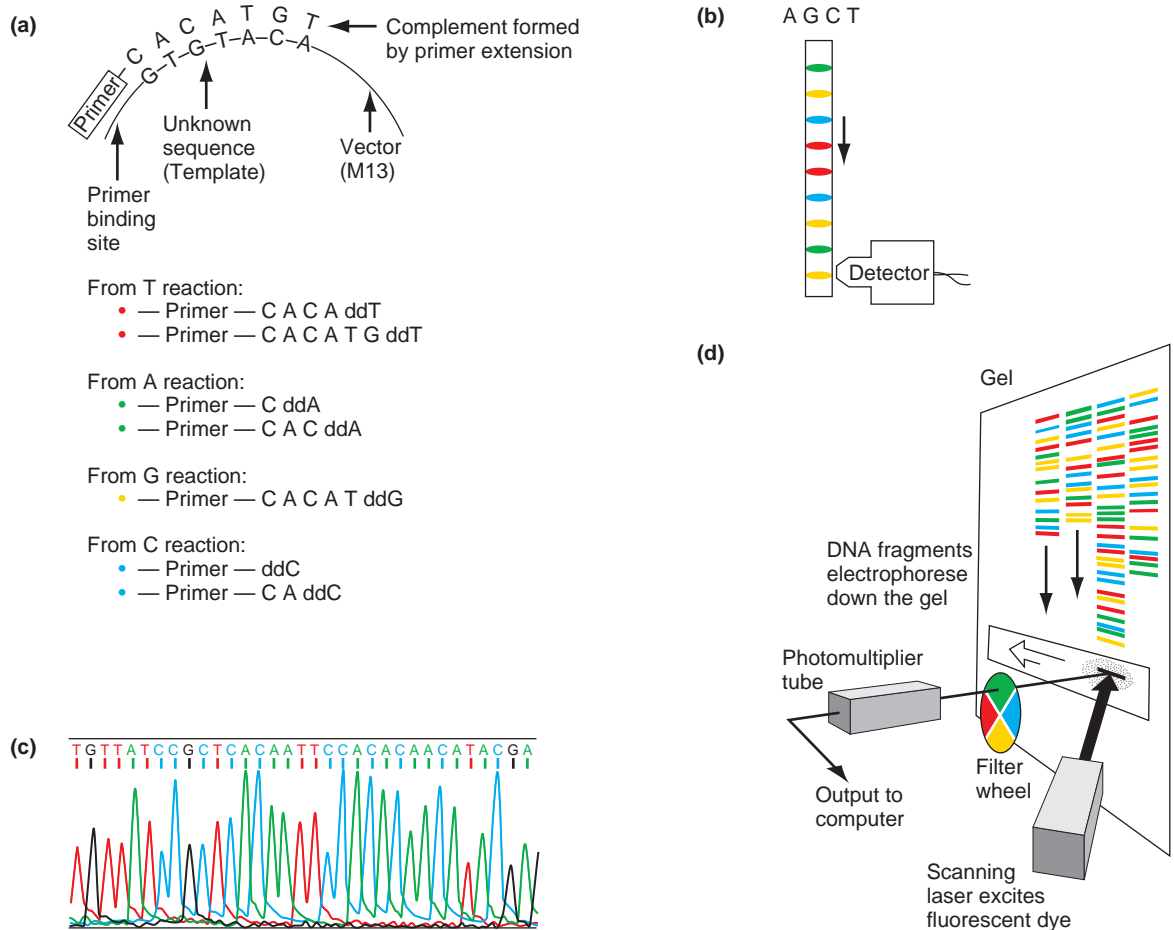 (a)
C A C A T G T
G–T–G–T–A–C–A
Primer
Complement formed
by primer extension
Unknown
sequence
(Template)
Vector
(M13)
Primer
binding
site
From T reaction:
• — Primer — C A C A ddT
• — Primer — C A C A T G ddT
From A reaction:
• — Primer — C ddA
• — Primer — C A C ddA
From G reaction:
• — Primer — C A C A T ddG
From C reaction:
• — Primer — ddC
• — Primer — C A ddC
(b)
A G C T
Detector
(c)
TGTTATCCGCTCACAATTCCACACAACATACGA
(d)
Gel
DNA fragments
electrophorese
down the gel
Photomultiplier
tube
Output to
computer
Filter
wheel
Scanning
laser excites
fluorescent dye